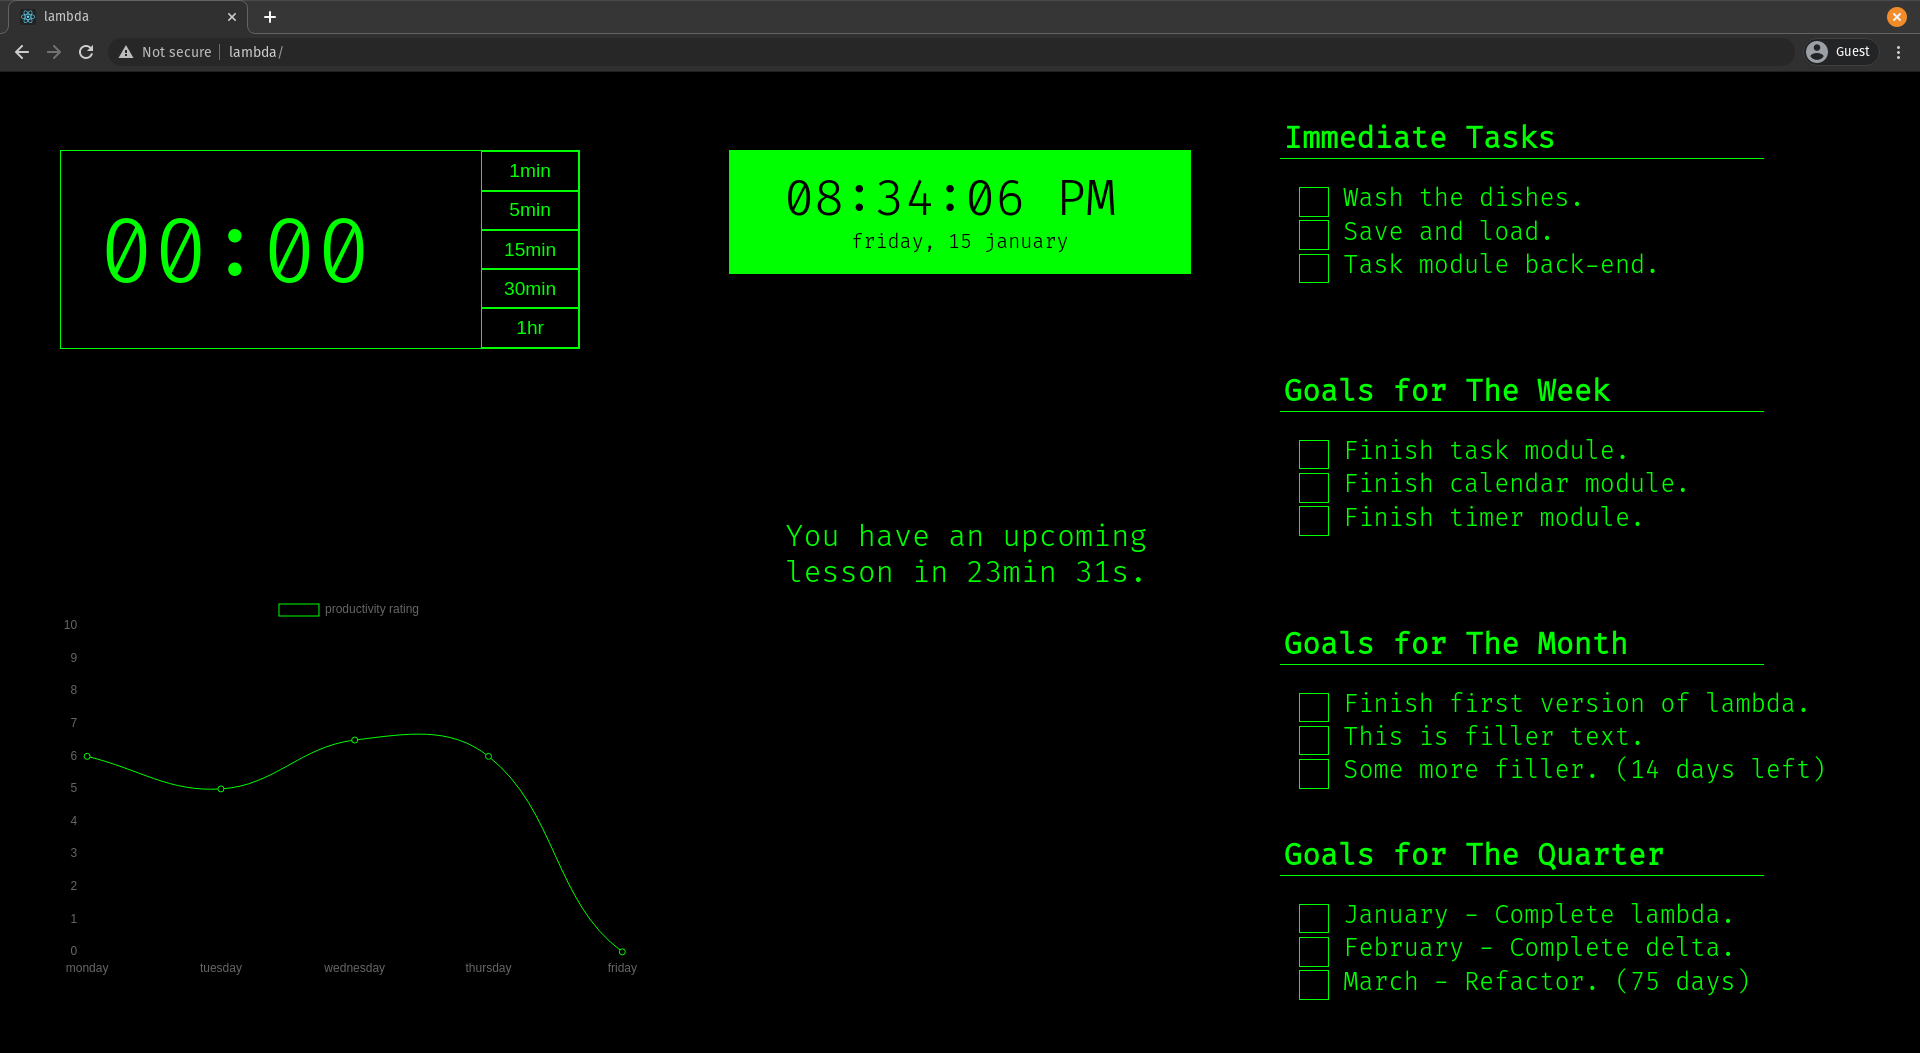 lambda
Not secure | lambda/
Guest
00:00
1min
5min
15min
30min
1hr
08:34:06 PM
friday, 15 january
You have an upcoming
lesson in 23min 31s.
productivity rating
10
9
8
7
6
5
4
3
2
1
0
monday tuesday wednesday thursday friday
Immediate Tasks
Wash the dishes.
Save and load.
Task module back-end.
Goals for The Week
Finish task module.
Finish calendar module.
Finish timer module.
Goals for The Month
Finish first version of lambda.
This is filler text.
Some more filler. (14 days left)
Goals for The Quarter
January - Complete lambda.
February - Complete delta.
March - Refactor. (75 days)